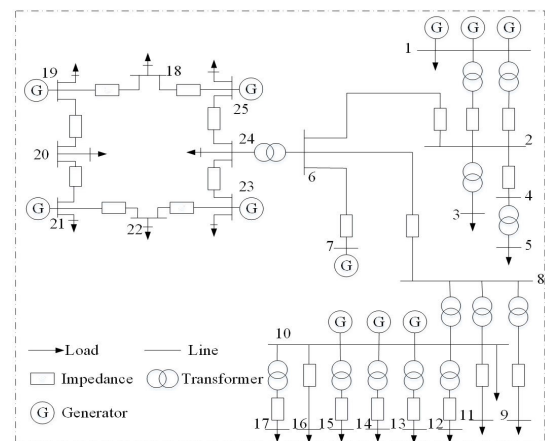 G G G
1
19 18
G G
25
20 24
2
6
23
4
G G
21 22
7 3
5
G
8
G G G
10
Load Line
Impedance Transformer
G Generator
17 16 15 14 13 12 11 9